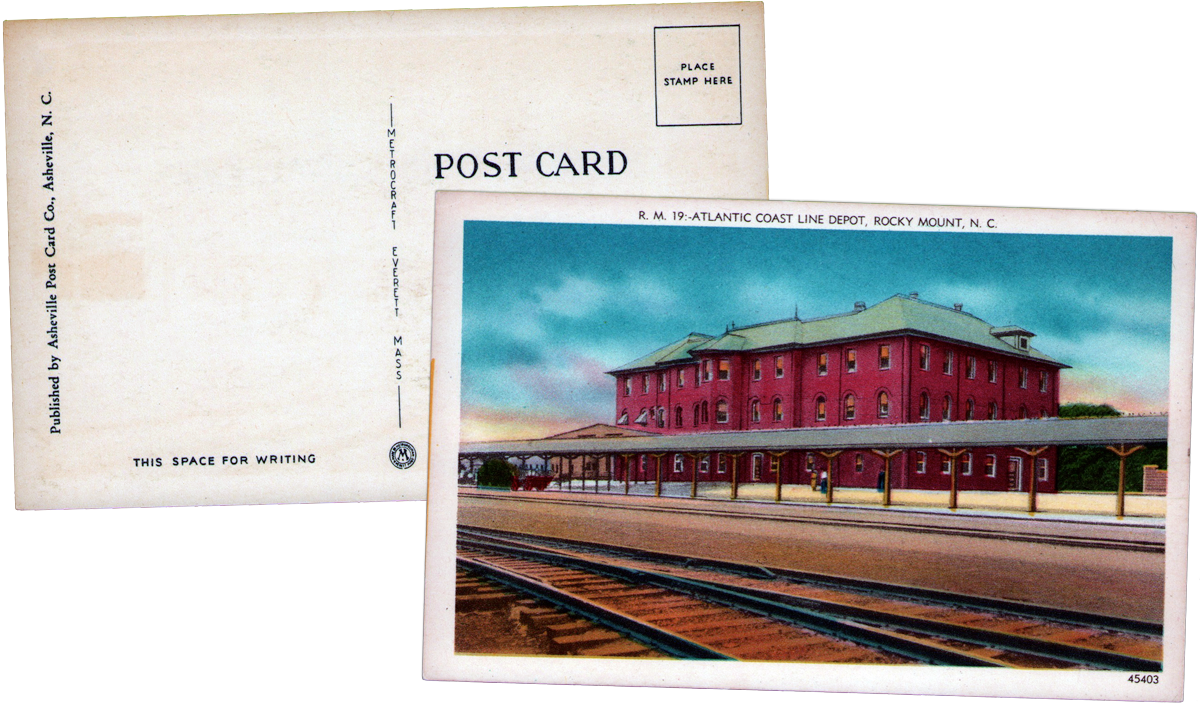 PLACE
STAMP HERE
Published by Asheville Post Card Co., Asheville, N. C.
METROCRAFT EVERETT MASS
POST CARD
THIS SPACE FOR WRITING
M
R. M. 19:-ATLANTIC COAST LINE DEPOT, ROCKY MOUNT, N. C.
45403